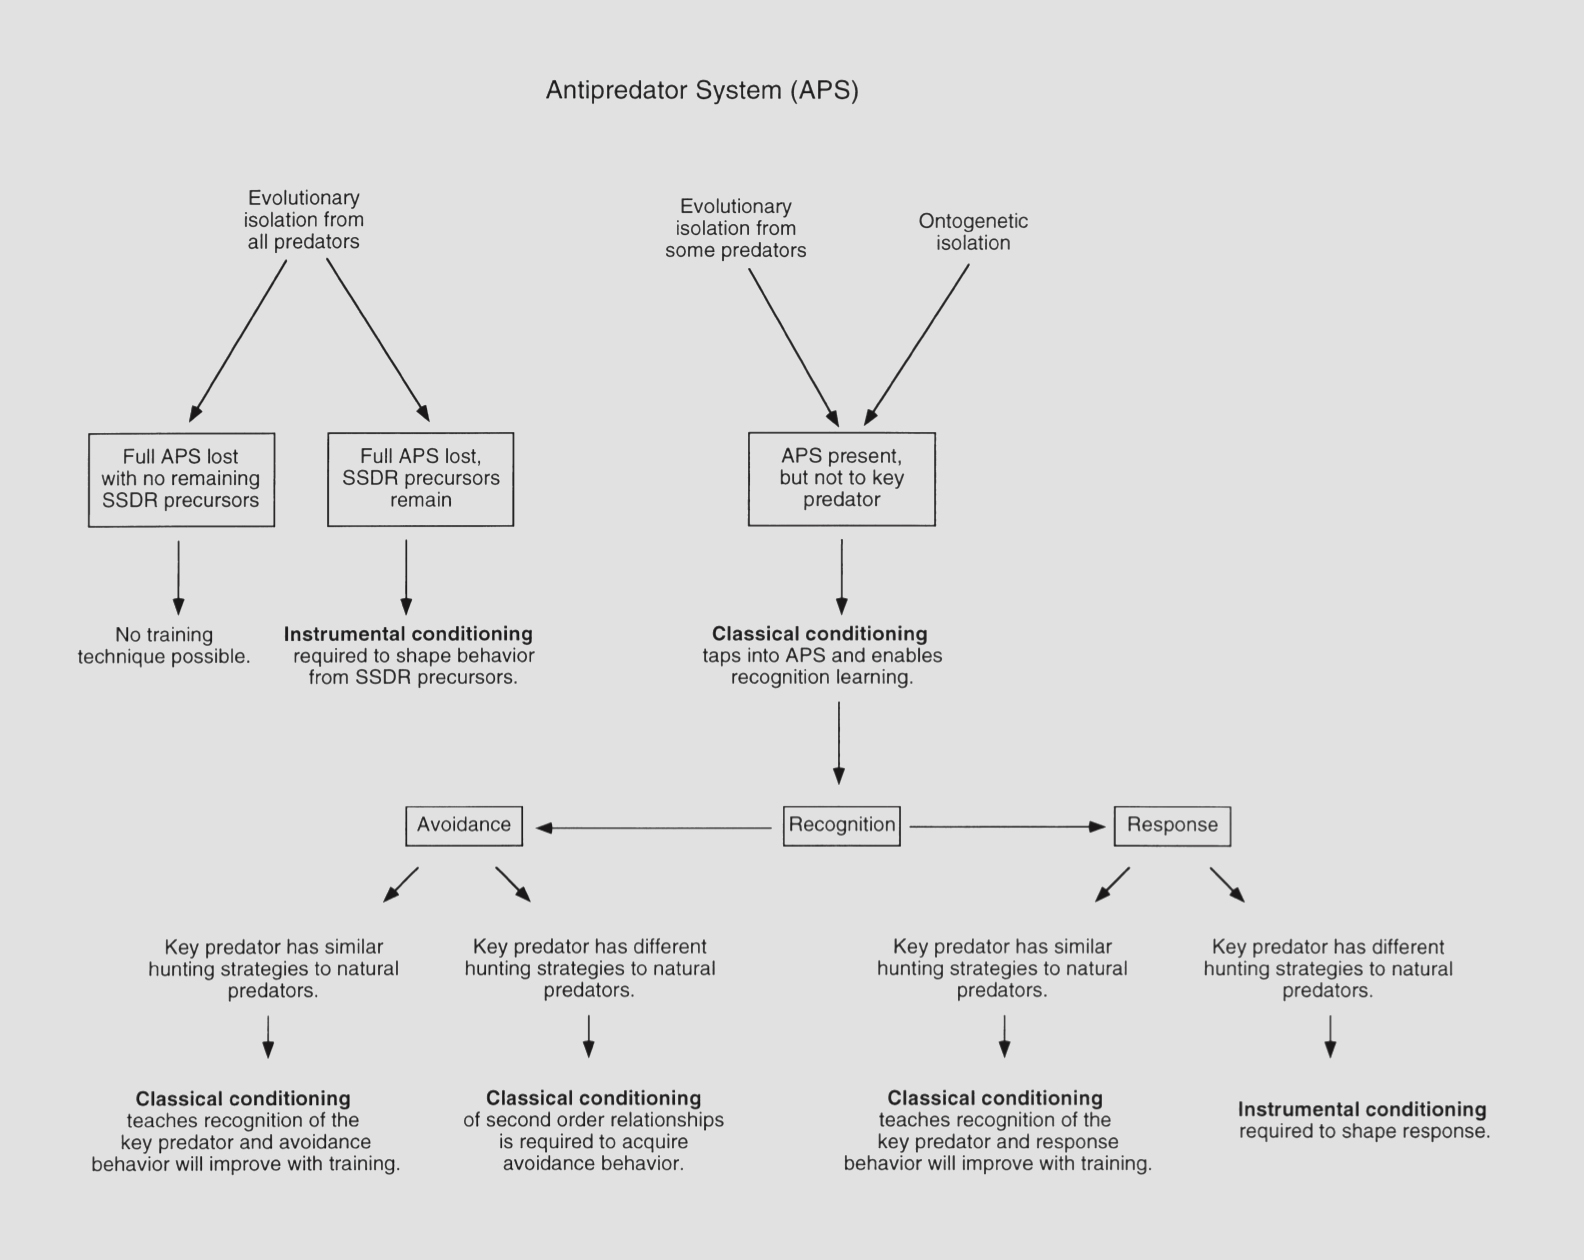 Antipredator System (APS)
Evolutionary
isolation from
all predators
Evolutionary
isolation from
some predators
Ontogenetic
isolation
Full APS lost
with no remaining
SSDR precursors
Full APS lost,
SSDR precursors
remain
APS present,
but not to key
predator
No training
technique possible.
Instrumental conditioning
required to shape behavior
from SSDR precursors.
Classical conditioning
taps into APS and enables
recognition learning.
Avoidance
Recognition
Response
Key predator has similar
hunting strategies to natural
predators.
Key predator has different
hunting strategies to natural
predators.
Key predator has similar
hunting strategies to natural
predators.
Key predator has different
hunting strategies to natural
predators.
Classical conditioning
teaches recognition of the
key predator and avoidance
behavior will improve with training.
Classical conditioning
of second order relationships
is required to acquire
avoidance behavior.
Classical conditioning
teaches recognition of the
key predator and response
behavior will improve with training.
Instrumental conditioning
required to shape response.